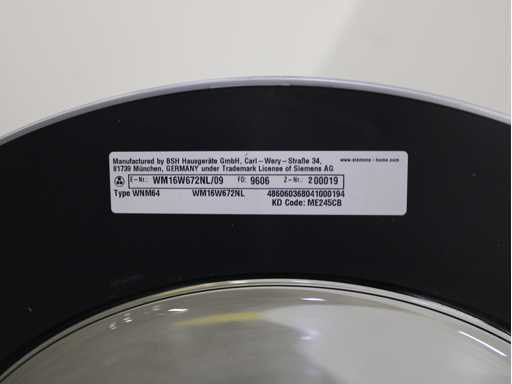 Manufactured by BSH Hausgeräte GmbH, Carl-Wery-Straße 34, www.siemens-home.com
81739 München, GERMANY under Trademark License of Siemens AG
E-Nr.: WM16W672NL/09 FD: 9606 Z-Nr.: 200019
Type WNM64 WM16W672NL 486060368041000194
KD Code: ME245CB